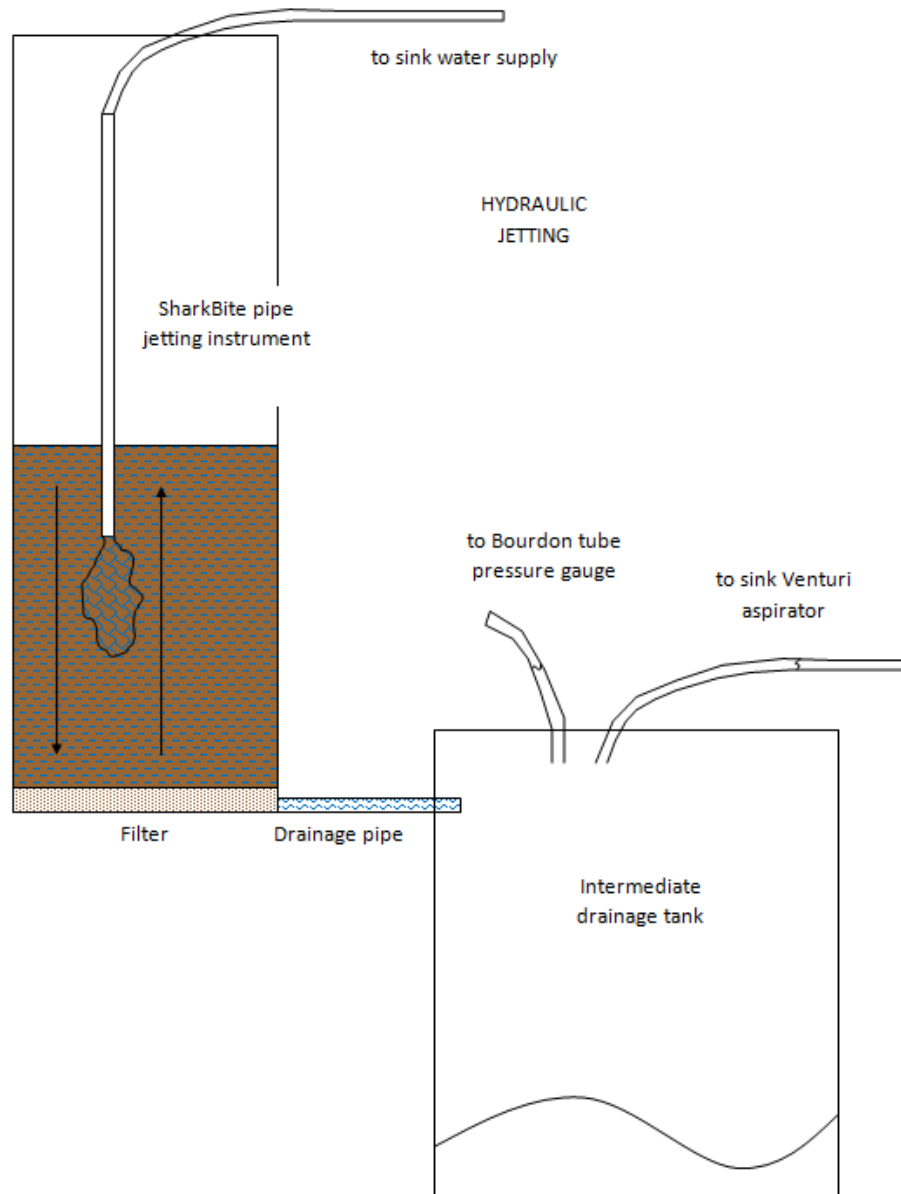 to sink water supply
HYDRAULIC
JETTING
SharkBite pipe
jetting instrument
to Bourdon tube
pressure gauge
to sink Venturi
aspirator
Filter
Drainage pipe
Intermediate
drainage tank